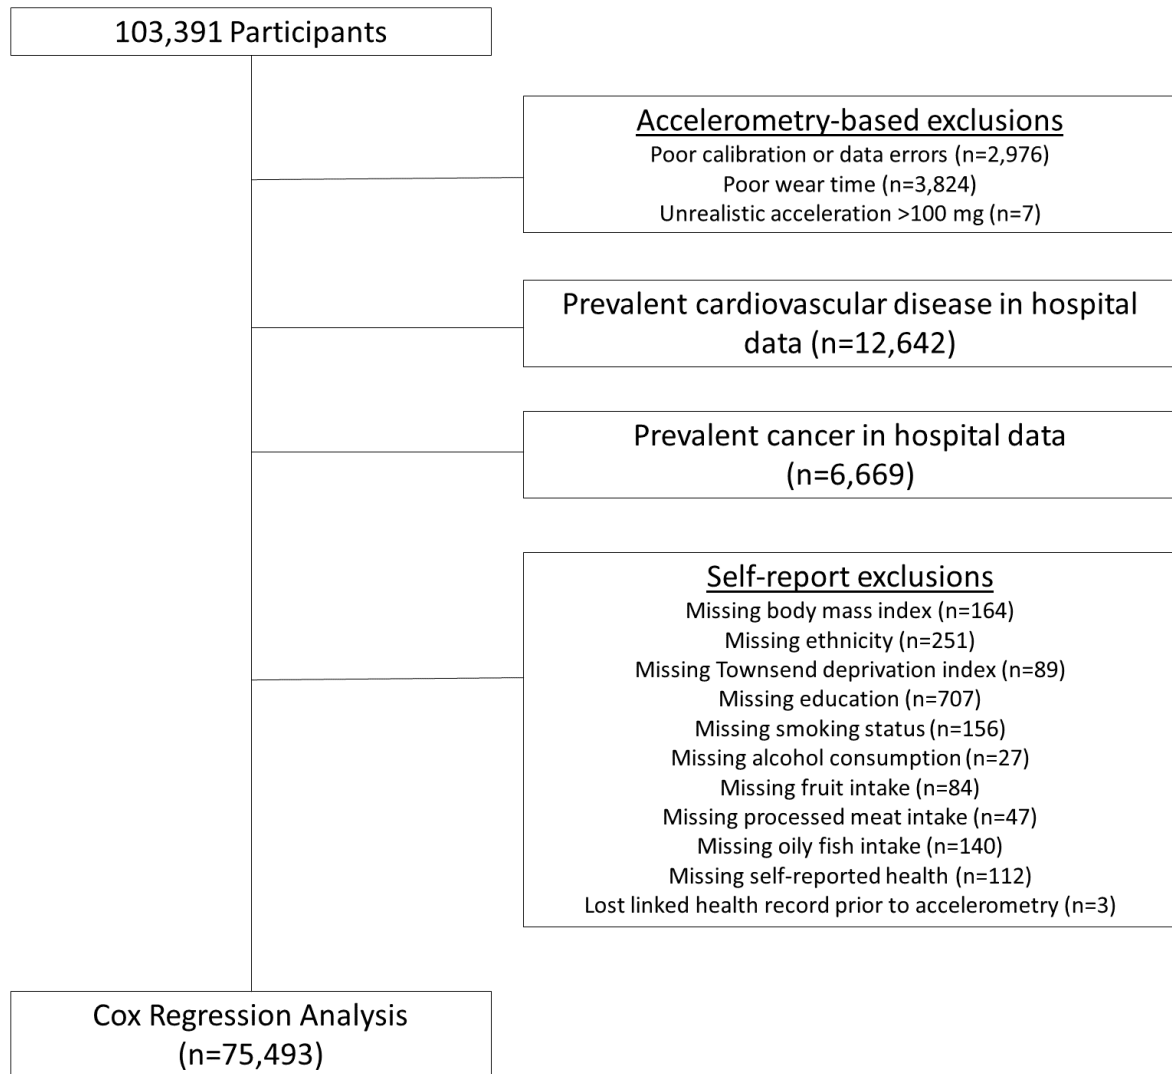 103,391 Participants
Accelerometry-based exclusions
Poor calibration or data errors (n=2,976)
Poor wear time (n=3,824)
Unrealistic acceleration >100 mg (n=7)
Prevalent cardiovascular disease in hospital
data (n=12,642)
Prevalent cancer in hospital data
(n=6,669)
Self-report exclusions
Missing body mass index (n=164)
Missing ethnicity (n=251)
Missing Townsend deprivation index (n=89)
Missing education (n=707)
Missing smoking status (n=156)
Missing alcohol consumption (n=27)
Missing fruit intake (n=84)
Missing processed meat intake (n=47)
Missing oily fish intake (n=140)
Missing self-reported health (n=112)
Lost linked health record prior to accelerometry (n=3)
Cox Regression Analysis
(n=75,493)